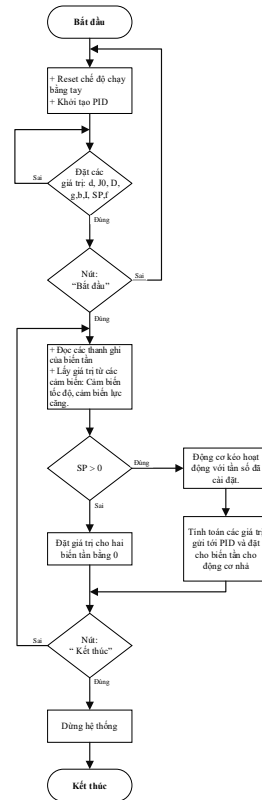 Bắt đầu
+ Reset chế độ chạy
bằng tay
+ Khởi tạo PID
Đặt các
giá trị: d, J0, D,
g,b,I, SP,f
Sai
Đúng
Nút:
“Bắt đầu”
Sai
Đúng
+ Đọc các thanh ghi
của biến tần
+ Lấy giá trị từ các
cảm biến: Cảm biến
tốc độ, cảm biến lực
căng.
SP > 0
Đúng
Sai
Động cơ kéo hoạt
động với tần số đã
cài đặt.
Đặt giá trị cho hai
biến tần bằng 0
Tính toán các giá trị
gửi tới PID và đặt
cho biến tần cho
động cơ nhả
Nút:
“ Kết thúc”
Sai
Đúng
Dừng hệ thống
Kết thúc